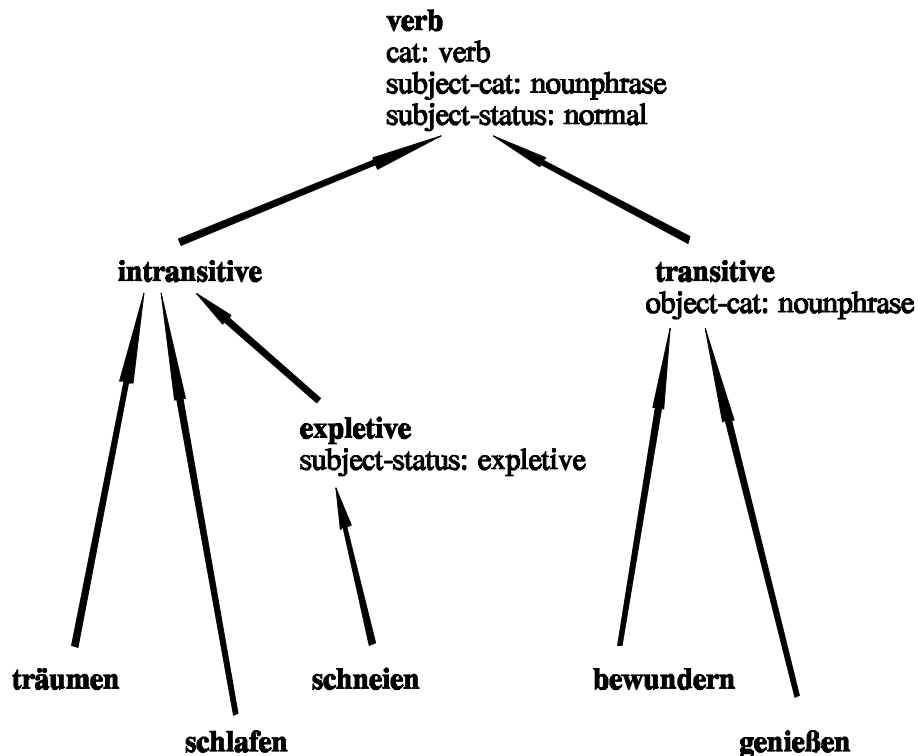 verb
cat: verb
subject-cat: nounphrase
subject-status: normal
intransitive
transitive
object-cat: nounphrase
expletive
subject-status: expletive
träumen
schneien
bewundern
schlafen
genießen